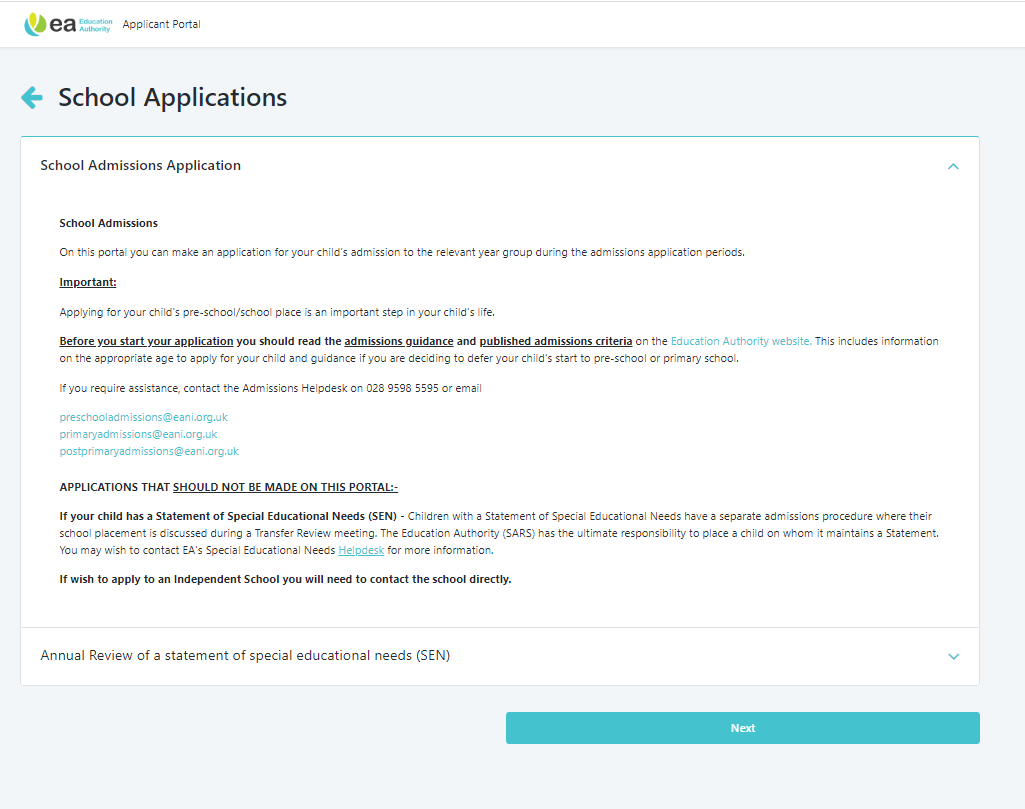 ea Education Authority Applicant Portal
School Applications
School Admissions Application
School Admissions
On this portal you can make an application for your child's admission to the relevant year group during the admissions application periods.
Important:
Applying for your child's pre-school/school place is an important step in your child's life.
Before you start your application you should read the admissions guidance and published admissions criteria on the Education Authority website. This includes information
on the appropriate age to apply for your child and guidance if you are deciding to defer your child's start to pre-school or primary school.
If you require assistance, contact the Admissions Helpdesk on 028 9598 5595 or email
preschooladmissions@eani.org.uk
primaryadmissions@eani.org.uk
postprimaryadmissions@eani.org.uk
APPLICATIONS THAT SHOULD NOT BE MADE ON THIS PORTAL:-
If your child has a Statement of Special Educational Needs (SEN) - Children with a Statement of Special Educational Needs have a separate admissions procedure where their
school placement is discussed during a Transfer Review meeting. The Education Authority (SARS) has the ultimate responsibility to place a child on whom it maintains a Statement.
You may wish to contact EA's Special Educational Needs Helpdesk for more information.
If wish to apply to an Independent School you will need to contact the school directly.
Annual Review of a statement of special educational needs (SEN)
Next